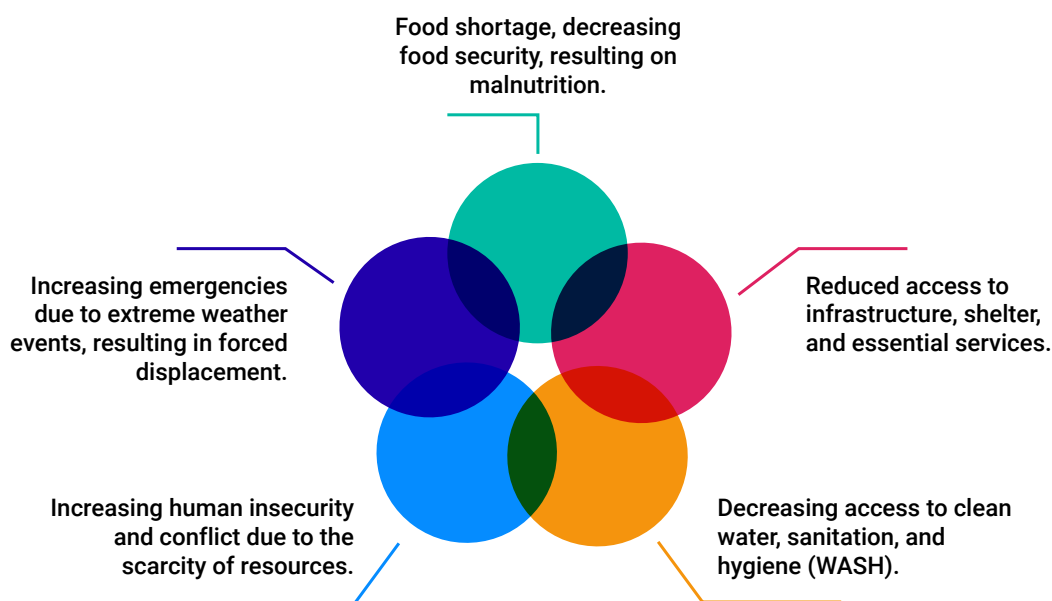 Food shortage, decreasing
food security, resulting on
malnutrition.
Increasing emergencies
due to extreme weather
events, resulting in forced
displacement.
Reduced access to
infrastructure, shelter,
and essential services.
Increasing human insecurity
and conflict due to the
scarcity of resources.
Decreasing access to clean
water, sanitation, and
hygiene (WASH).